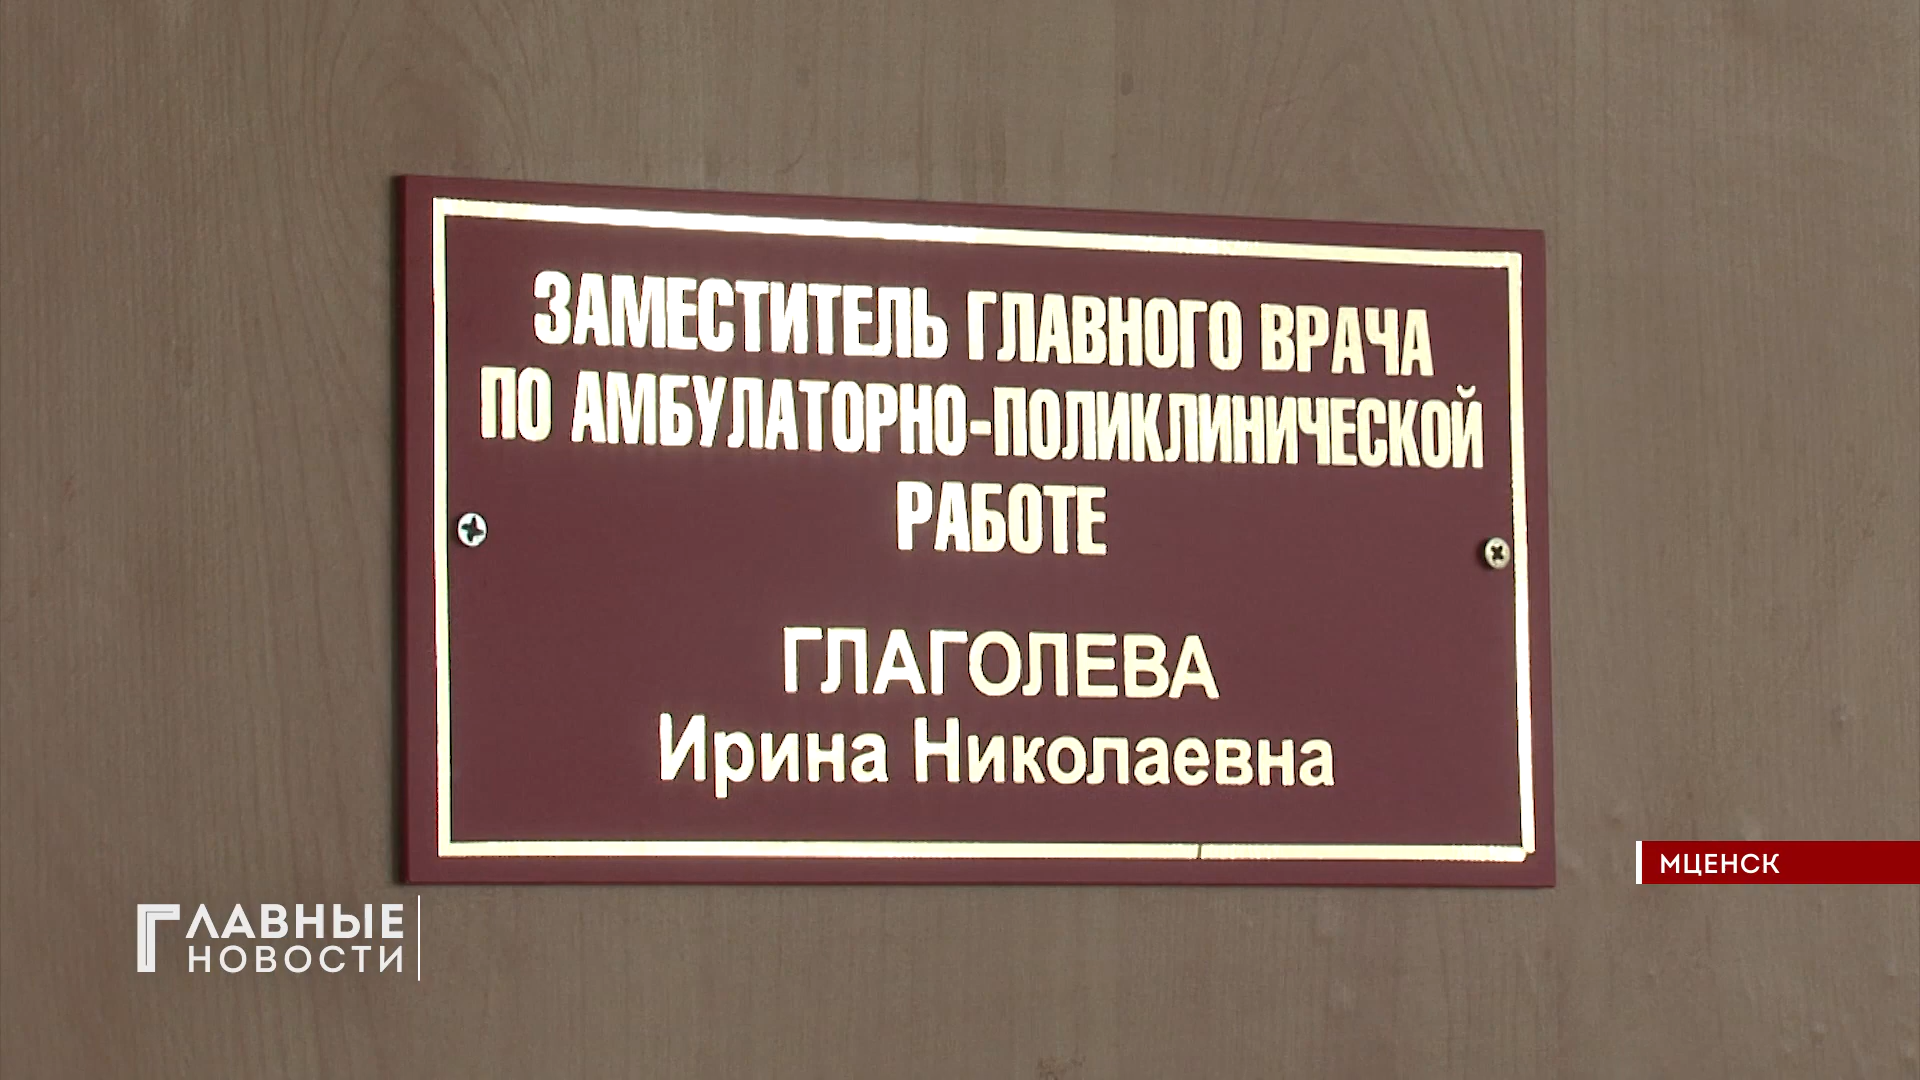 ЗАМЕСТИТЕЛЬ ГЛАВНОГО ВРАЧА
ПО АМБУЛАТОРНО-ПОЛИКЛИНИЧЕСКОЙ
РАБОТЕ
ГЛАГОЛЕВА
Ирина Николаевна
МЦЕНСК
ГЛАВНЫЕ
НОВОСТИ